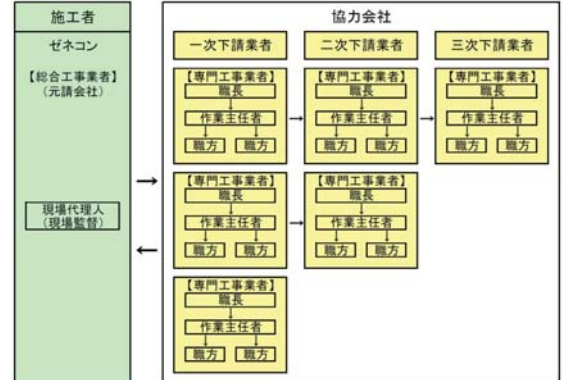 施工者
ゼネコン
【総合工事業者】
（元請会社）
現場代理人
（現場監督）
協力会社
一次下請業者
二次下請業者
三次下請業者
【専門工事業者】
職長
作業主任者
職方 職方
【専門工事業者】
職長
作業主任者
職方 職方
【専門工事業者】
職長
作業主任者
職方 職方
【専門工事業者】
職長
作業主任者
職方 職方
【専門工事業者】
職長
作業主任者
職方 職方
【専門工事業者】
職長
作業主任者
職方 職方